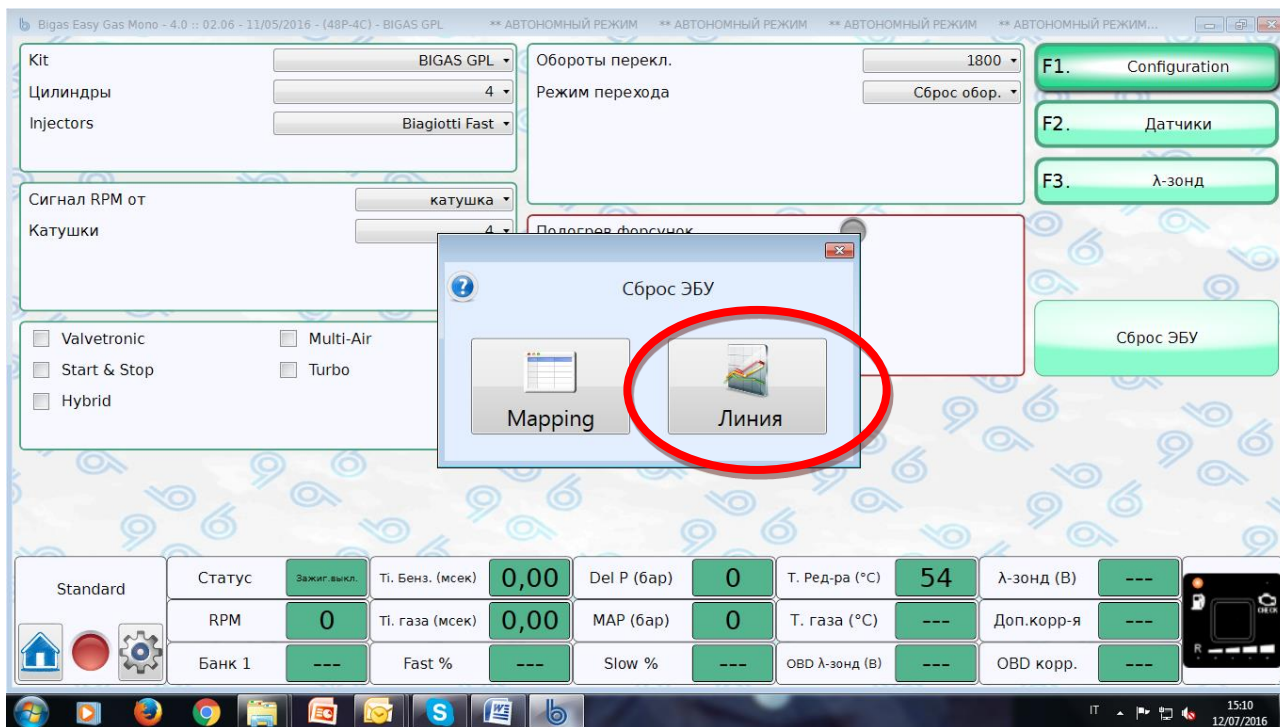 Bigas Easy Gas Mono - 4.0 :: 02.06 - 11/05/2016 - (48P-4C) - BIGAS GPL ** АВТОНОМНЫЙ РЕЖИМ ** АВТОНОМНЫЙ РЕЖИМ ** АВТОНОМНЫЙ РЕЖИМ ** АВТОНОМНЫЙ РЕЖИМ...
Kit BIGAS GPL
Цилиндры 4
Injectors Biagiotti Fast
Обороты перекл. 1800
Режим перехода Сброс обор.
F1. Configuration
F2. Датчики
F3. λ-зонд
Сигнал RPM от катушка
Катушки 4
Подогрев форсунок
Сброс ЭБУ
Mapping
Линия
Valvetronic
Multi-Air
Start & Stop
Turbo
Hybrid
Сброс ЭБУ
Standard
Статус Зажиг.выкл. Ti. Бенз. (мсек) 0,00 Del P (бар) 0 Т. Ред-ра (°C) 54 λ-зонд (В) ---
RPM 0 Ti. газа (мсек) 0,00 MAP (бар) 0 Т. газа (°C) --- Доп.корр-я ---
Банк 1 --- Fast % --- Slow % --- OBD λ-зонд (В) --- OBD корр. ---
CHECK
R
IT 15:10
12/07/2016